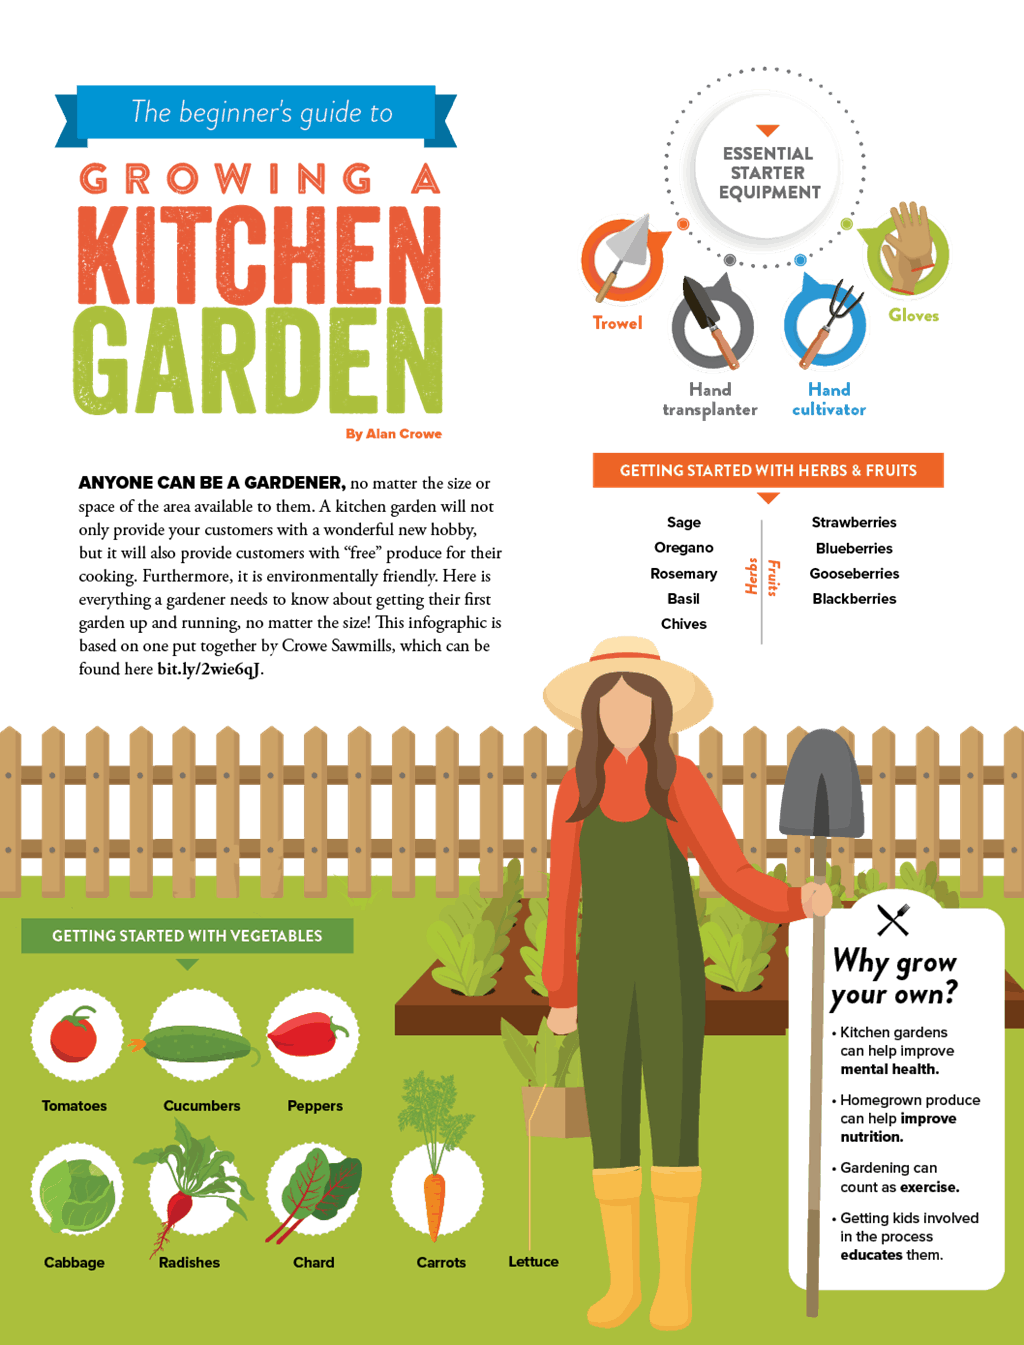 The beginner's guide to
GROWING A
KITCHEN
GARDEN
By Alan Crowe
ANYONE CAN BE A GARDENER, no matter the size or
space of the area available to them. A kitchen garden will not
only provide your customers with a wonderful new hobby,
but it will also provide customers with “free” produce for their
cooking. Furthermore, it is environmentally friendly. Here is
everything a gardener needs to know about getting their first
garden up and running, no matter the size! This infographic is
based on one put together by Crowe Sawmills, which can be
found here bit.ly/2wie6qJ.
ESSENTIAL
STARTER
EQUIPMENT
Trowel
Hand
transplanter
Hand
cultivator
Gloves
GETTING STARTED WITH HERBS & FRUITS
Herbs
Sage
Oregano
Rosemary
Basil
Chives
Fruits
Strawberries
Blueberries
Gooseberries
Blackberries
GETTING STARTED WITH VEGETABLES
Tomatoes
Cucumbers
Peppers
Cabbage
Radishes
Chard
Carrots
Lettuce
Why grow
your own?
• Kitchen gardens
can help improve
mental health.
• Homegrown produce
can help improve
nutrition.
• Gardening can
count as exercise.
• Getting kids involved
in the process
educates them.